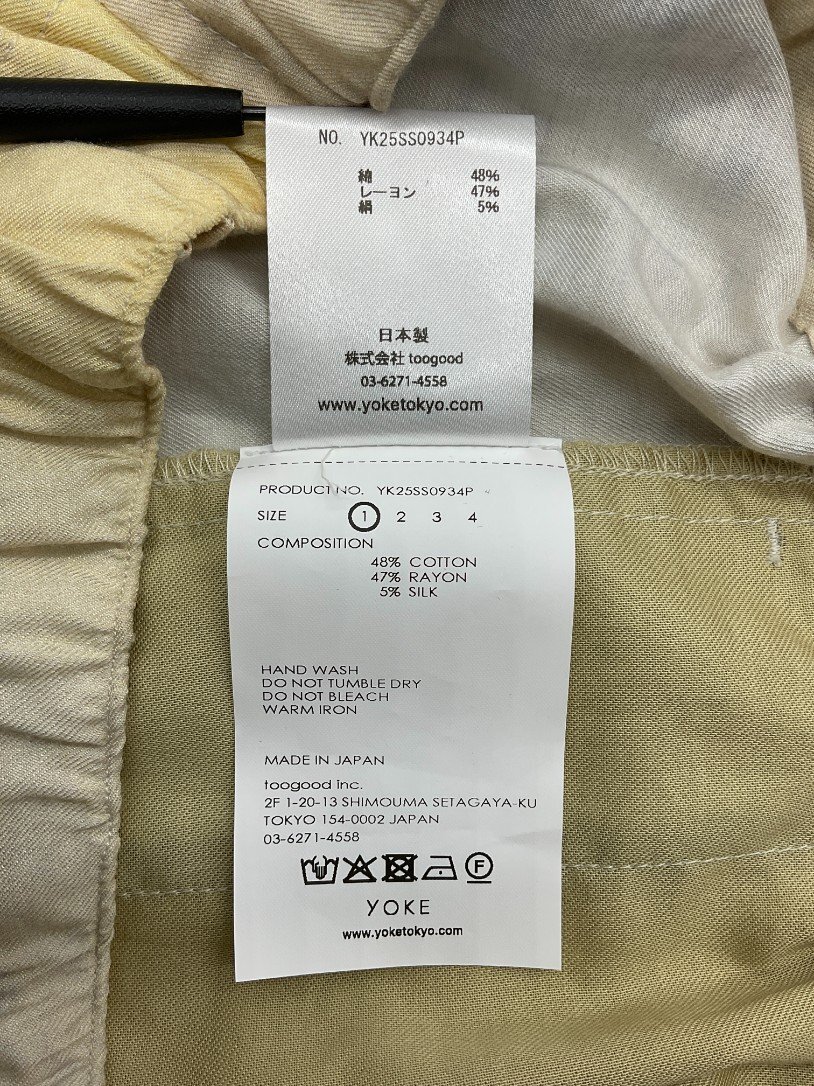 NO. YK25SS0934P
綿 48%
レーヨン 47%
絹 5%
日本製
株式会社 toogood
03-6271-4558
www.yoketokyo.com
PRODUCT NO. YK25SS0934P
SIZE 1 2 3 4
COMPOSITION
48% COTTON
47% RAYON
5% SILK
HAND WASH
DO NOT TUMBLE DRY
DO NOT BLEACH
WARM IRON
MADE IN JAPAN
toogood inc.
2F 1-20-13 SHIMOUMA SETAGAYA-KU
TOKYO 154-0002 JAPAN
03-6271-4558
F
YOKE
www.yoketokyo.com